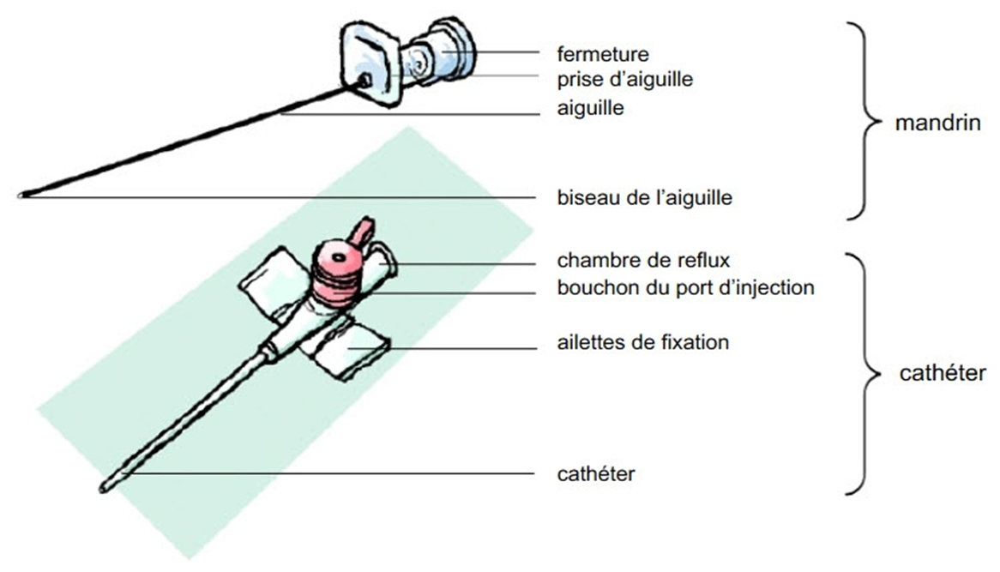 fermeture
prise d’aiguille
aiguille
mandrin
biseau de l’aiguille
chambre de reflux
bouchon du port d’injection
ailettes de fixation
cathéter
cathéter